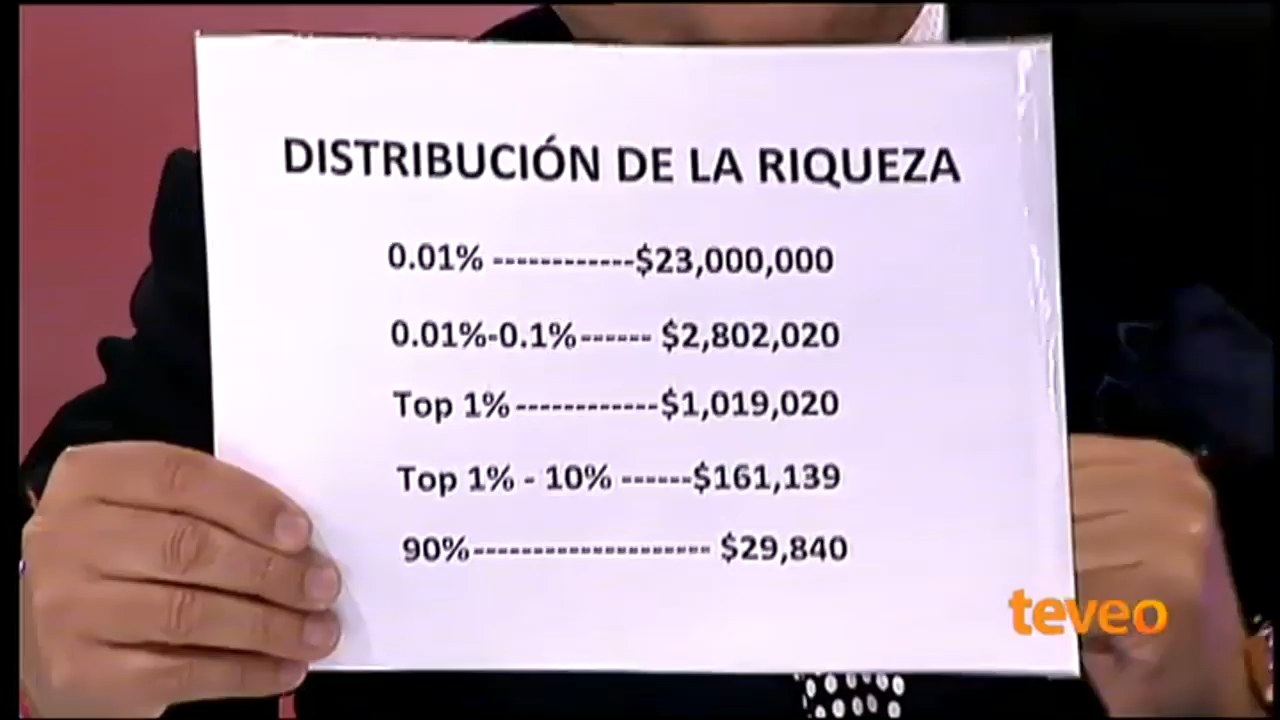 DISTRIBUCIÓN DE LA RIQUEZA
0.01% ------------$23,000,000
0.01%-0.1%------ $2,802,020
Top 1%------------$1,019,020
Top 1% - 10% ------$161,139
90%-------------------- $29,840
teveo